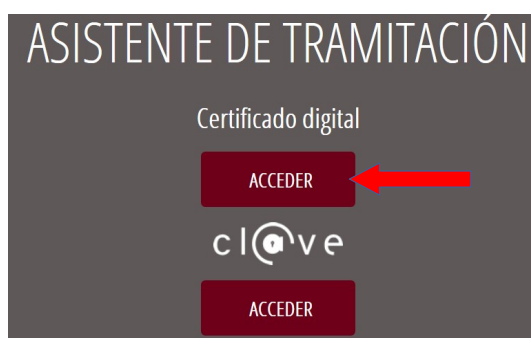 ASISTENTE DE TRAMITACIÓN
Certificado digital
ACCEDER
cl@ve
ACCEDER